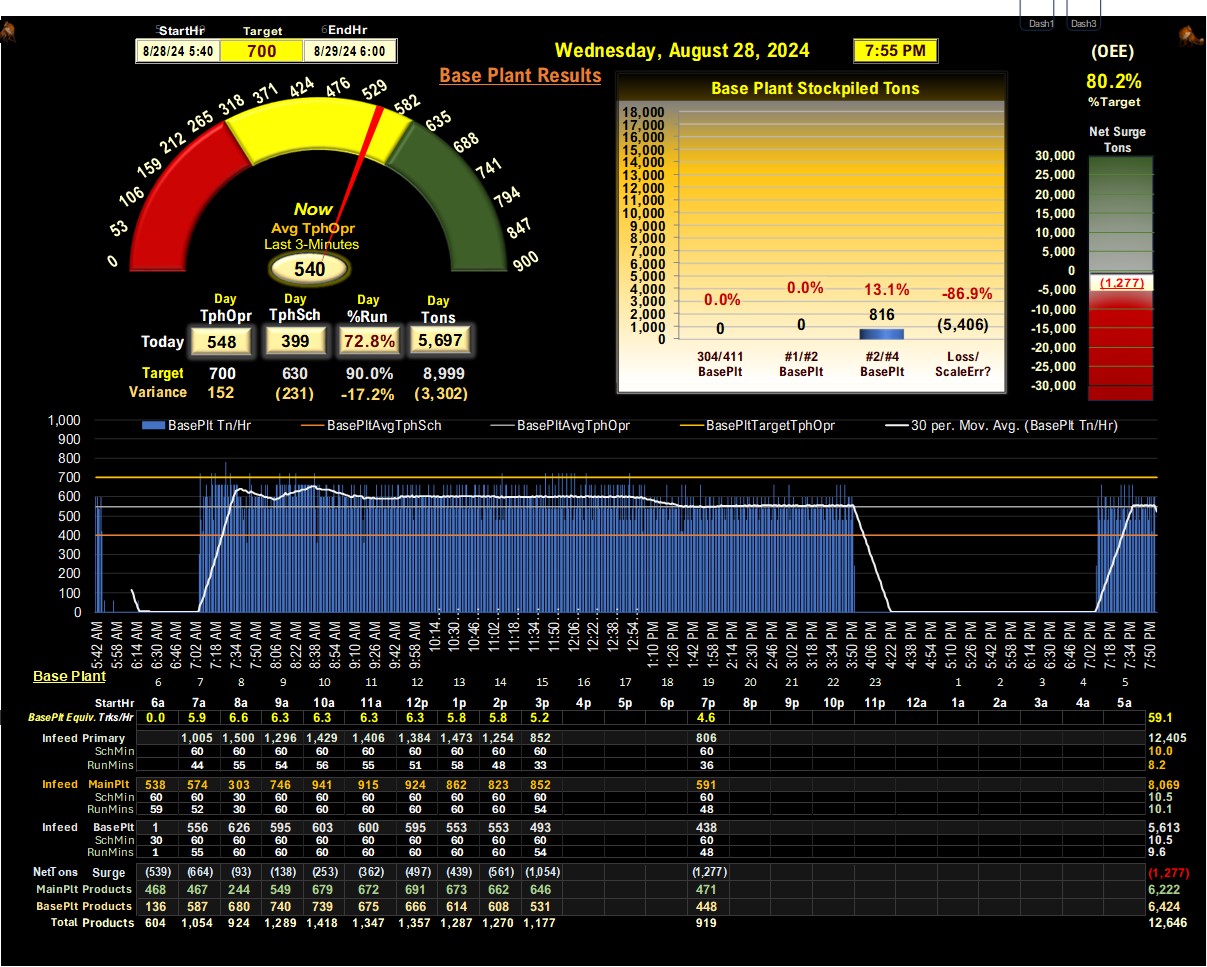 Dash1 Dash3
StartHr Target EndHr
8/28/24 5:40 700 8/29/24 6:00
Wednesday, August 28, 2024 7:55 PM
(OEE)
80.2%
%Target
Base Plant Results
Net Surge
Tons
30,000
25,000
20,000
15,000
10,000
5,000
0
(1,277)
-5,000
-10,000
-15,000
-20,000
-25,000
-30,000
0 53 106 159 212 265 318 371 424 476 529 582 635 688 741 794 847 900
Now
Avg TphOpr
Last 3-Minutes
540
Base Plant Stockpiled Tons
18,000
17,000
16,000
15,000
14,000
13,000
12,000
11,000
10,000
9,000
8,000
7,000
6,000
5,000
4,000
3,000
2,000
1,000
0
0.0% 0.0% 13.1% -86.9%
0 0 816 (5,406)
304/411 #1/#2 #2/#4 Loss/
BasePlt BasePlt BasePlt ScaleErr?
Day Day Day Day
TphOpr TphSch %Run Tons
Today 548 399 72.8% 5,697
Target 700 630 90.0% 8,999
Variance 152 (231) -17.2% (3,302)
BasePlt Tn/Hr BasePltAvgTphSch BasePltAvgTphOpr BasePltTargetTphOpr 30 per. Mov. Avg. (BasePlt Tn/Hr)
1,000
900
800
700
600
500
400
300
200
100
0
5:42 AM 5:58 AM 6:14 AM 6:30 AM 6:46 AM 7:02 AM 7:18 AM 7:34 AM 7:50 AM 8:06 AM 8:22 AM 8:38 AM 8:54 AM 9:10 AM 9:26 AM 9:42 AM 9:58 AM 10:14... 10:30... 10:46... 11:02... 11:18... 11:34... 11:50... 12:06... 12:22... 12:38... 12:54... 1:10 PM 1:26 PM 1:42 PM 1:58 PM 2:14 PM 2:30 PM 2:46 PM 3:02 PM 3:18 PM 3:34 PM 3:50 PM 4:06 PM 4:22 PM 4:38 PM 4:54 PM 5:10 PM 5:26 PM 5:42 PM 5:58 PM 6:14 PM 6:30 PM 6:46 PM 7:02 PM 7:18 PM 7:34 PM 7:50 PM
Base Plant
6 7 8 9 10 11 12 13 14 15 16 17 18 19 20 21 22 23 1 2 3 4 5
StartHr 6a 7a 8a 9a 10a 11a 12p 1p 2p 3p 4p 5p 6p 7p 8p 9p 10p 11p 12a 1a 2a 3a 4a 5a
BasePlt Equiv. Trks/Hr 0.0 5.9 6.6 6.3 6.3 6.3 6.3 5.8 5.8 5.2 4.6 59.1
Infeed Primary 1,005 1,500 1,296 1,429 1,406 1,384 1,473 1,254 852 806 12,405
SchMin 60 60 60 60 60 60 60 60 60 60 10.0
RunMins 44 55 54 56 55 51 58 48 33 36 8.2
Infeed MainPlt 538 574 303 746 941 915 924 862 823 852 591 8,069
SchMin 60 60 30 60 60 60 60 60 60 60 60 10.5
RunMins 59 52 30 60 60 60 60 60 60 54 48 10.1
Infeed BasePlt 1 556 626 595 603 600 595 553 553 493 438 5,613
SchMin 30 60 60 60 60 60 60 60 60 60 60 10.5
RunMins 1 55 60 60 60 60 60 60 60 54 48 9.6
NetTons Surge (539) (664) (93) (138) (253) (362) (497) (439) (561) (1,054) (1,277) (1,277)
MainPlt Products 468 467 244 549 679 672 691 673 662 646 471 6,222
BasePlt Products 136 587 680 740 739 675 666 614 608 531 448 6,424
Total Products 604 1,054 924 1,289 1,418 1,347 1,357 1,287 1,270 1,177 919 12,646